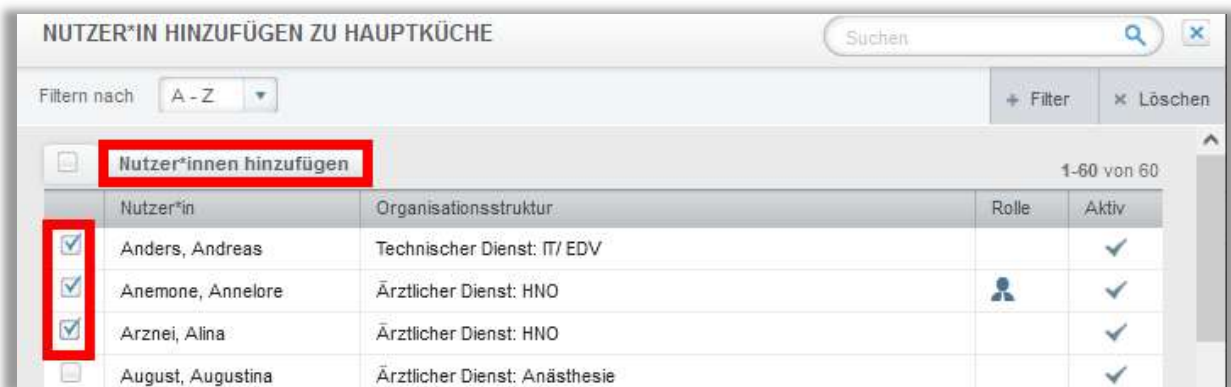 NUTZER*IN HINZUFÜGEN ZU HAUPTKÜCHE Suchen
Filtern nach A - Z + Filter × Löschen
Nutzer*innen hinzufügen 1-60 von 60
Nutzer*in Organisationsstruktur Rolle Aktiv
Anders, Andreas Technischer Dienst: IT/ EDV
Anemone, Annelore Ärztlicher Dienst: HNO
Arznei, Alina Ärztlicher Dienst: HNO
August, Augustina Ärztlicher Dienst: Anästhesie